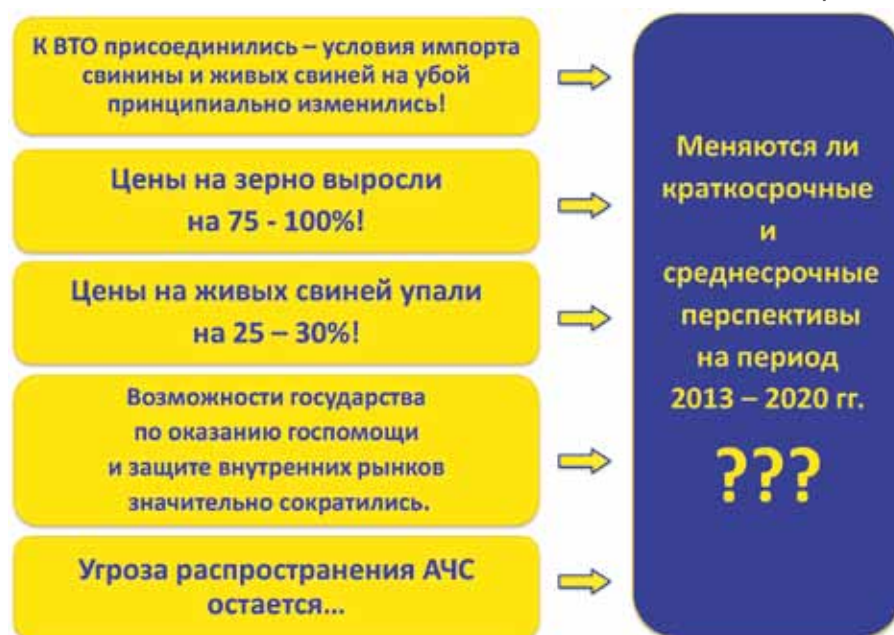 К ВТО присоединились – условия импорта
свинины и живых свиней на убой
принципиально изменились!
Цены на зерно выросли
на 75 - 100%!
Цены на живых свиней упали
на 25 – 30%!
Возможности государства
по оказанию госпомощи
и защите внутренних рынков
значительно сократились.
Угроза распространения АЧС
остается...
Меняются ли
краткосрочные
и
среднесрочные
перспективы
на период
2013 – 2020 гг.
???